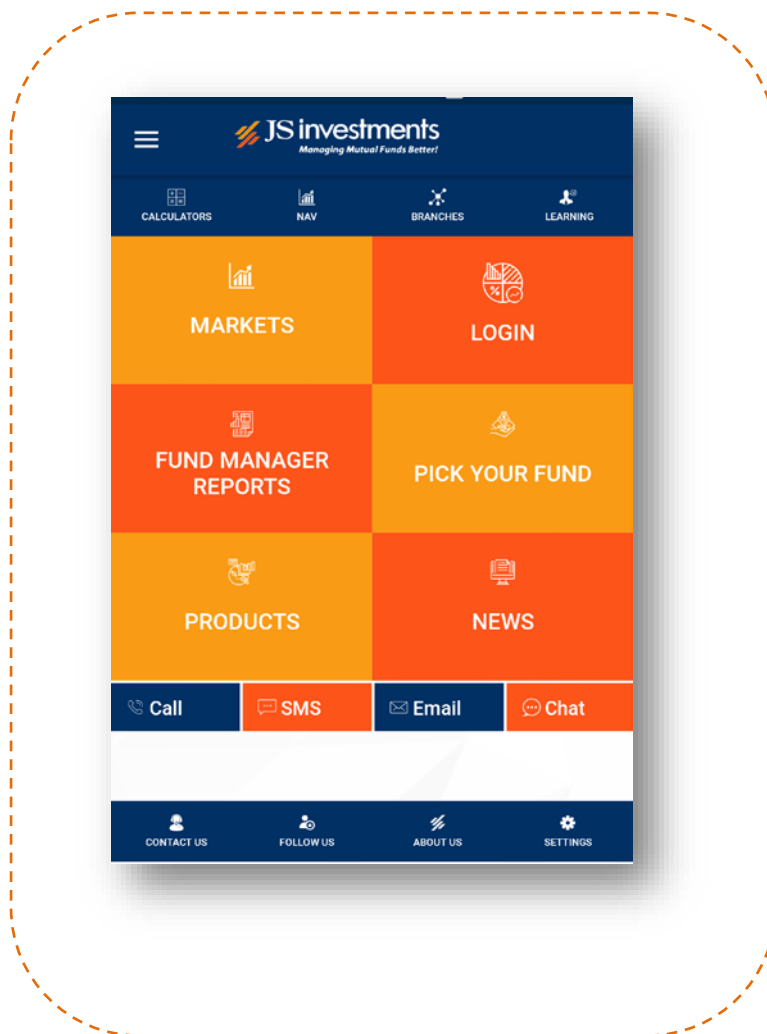 JS investments
Managing Mutual Funds Better!
CALCULATORS NAV BRANCHES LEARNING
MARKETS LOGIN
FUND MANAGER
REPORTS
PICK YOUR FUND
PRODUCTS NEWS
Call SMS Email Chat
CONTACT US FOLLOW US ABOUT US SETTINGS